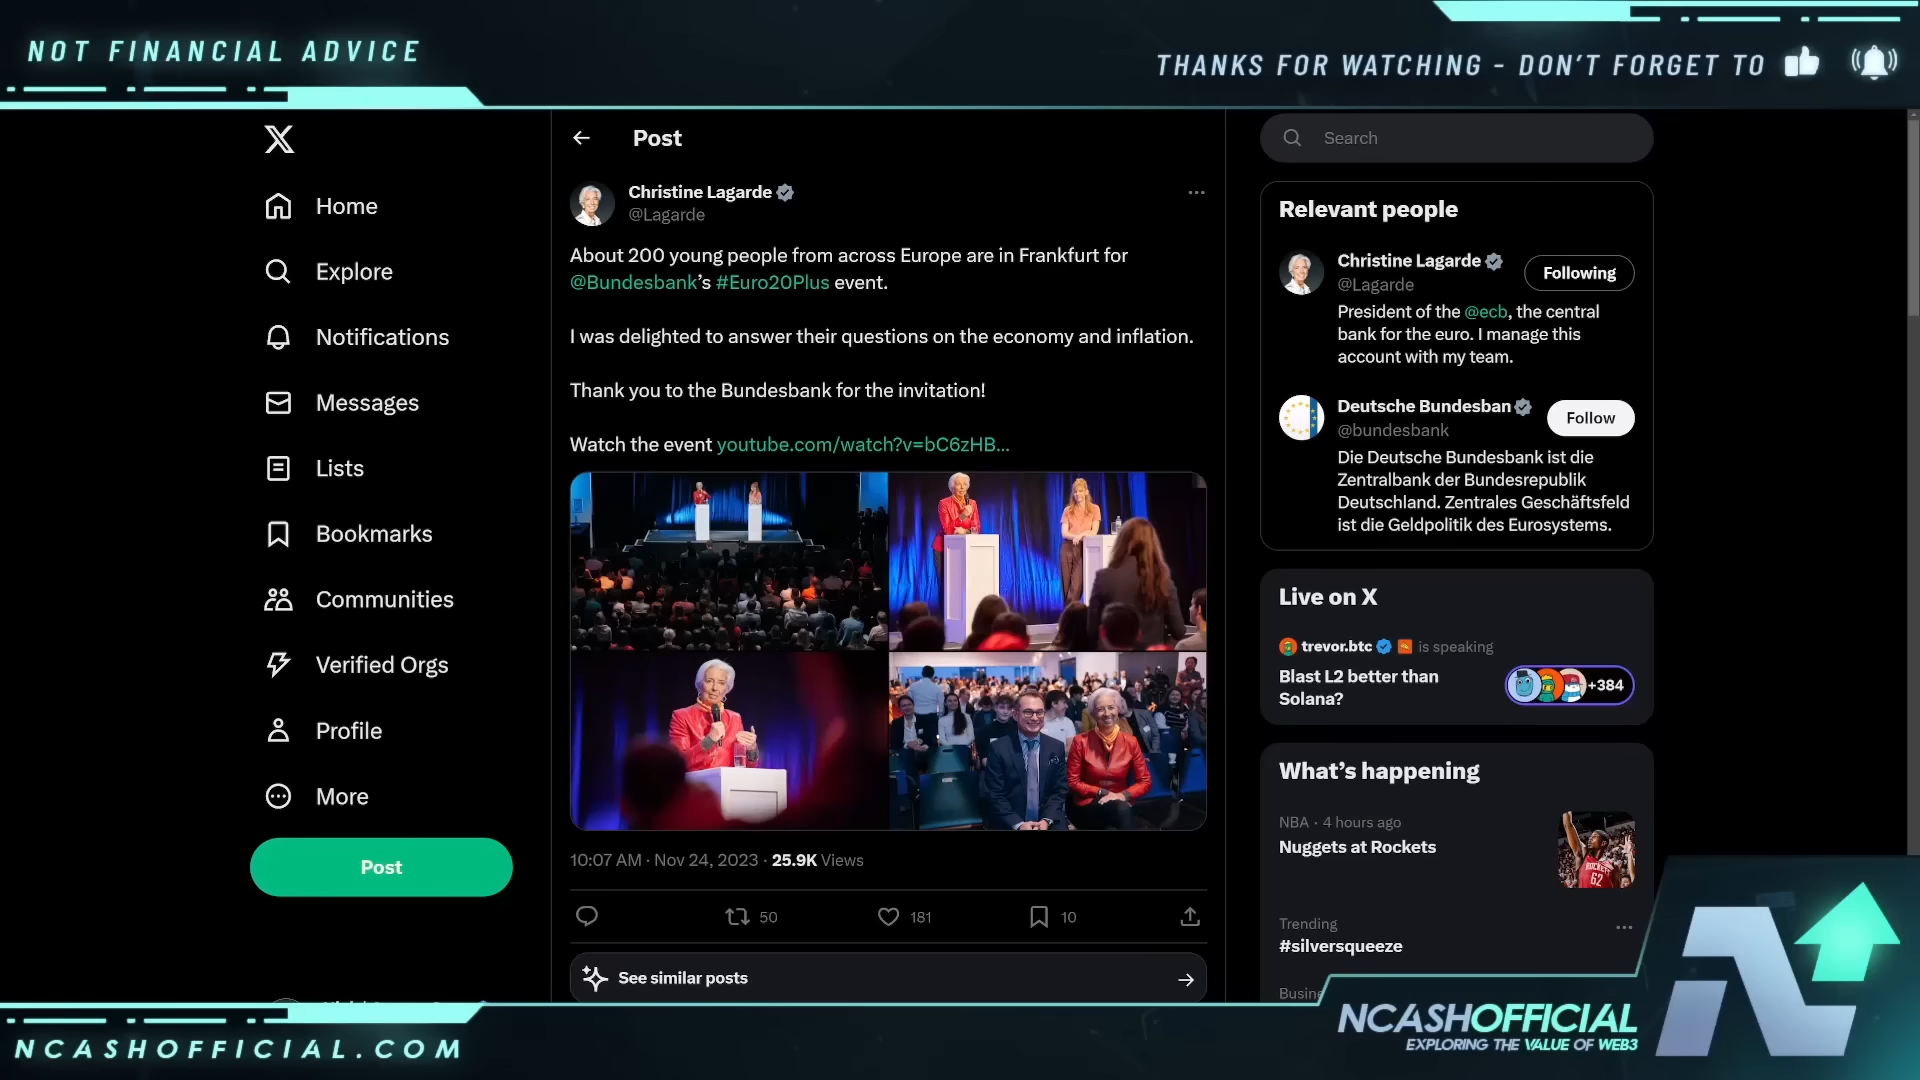 NOT FINANCIAL ADVICE
THANKS FOR WATCHING - DON'T FORGET TO
Home
Explore
Notifications
Messages
Lists
Bookmarks
Communities
Verified Orgs
Profile
More
Post
Post
Christine Lagarde
@Lagarde
About 200 young people from across Europe are in Frankfurt for
@Bundesbank's #Euro20Plus event.
I was delighted to answer their questions on the economy and inflation.
Thank you to the Bundesbank for the invitation!
Watch the event youtube.com/watch?v=bC6zHB...
10:07 AM · Nov 24, 2023 · 25.9K Views
50
181
10
See similar posts
Search
Relevant people
Christine Lagarde
@Lagarde
Following
President of the @ecb, the central
bank for the euro. I manage this
account with my team.
Deutsche Bundesban
@bundesbank
Follow
Die Deutsche Bundesbank ist die
Zentralbank der Bundesrepublik
Deutschland. Zentrales Geschäftsfeld
ist die Geldpolitik des Eurosystems.
Live on X
trevor.btc is speaking
Blast L2 better than
Solana?
+384
What's happening
NBA · 4 hours ago
Nuggets at Rockets
ROCKETS
62
Trending
#silversqueeze
Busine
NCASHOFFICIAL.COM
NCASHOFFICIAL
EXPLORING THE VALUE OF WEB3